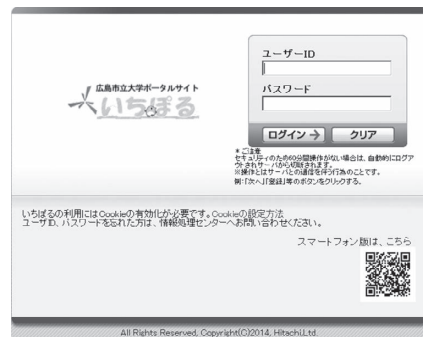 広島市立大学ポータルサイト
いちぽる
ユーザーID
パスワード
ログイン→
クリア
*ご注意
セキュリティのため60分間操作がない場合は、自動的にログア
ウトされサーバから切断されます。
※操作とはサーバとの通信を伴う行為のことです。
例:「次へ」「登録」等のボタンをクリックする。
いちぽるの利用にはCookieの有効化が必要です。Cookieの設定方法
ユーザID、パスワードを忘れた方は、情報処理センターへお問い合わせください。
スマートフォン版は、こちら
All Rights Reserved, Copyright(C)2014, Hitachi,Ltd.